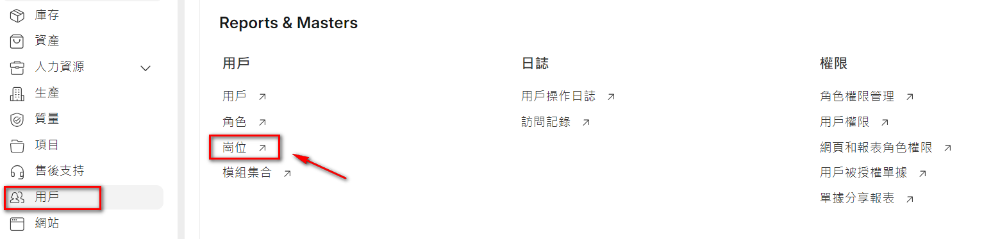 庫存
資產
人力資源
生產
質量
項目
售後支持
用戶
網站
Reports & Masters
用戶
用戶
角色
崗位
模組集合
日誌
用戶操作日誌
訪問記錄
權限
角色權限管理
用戶權限
網頁和報表角色權限
用戶被授權單據
單據分享報表